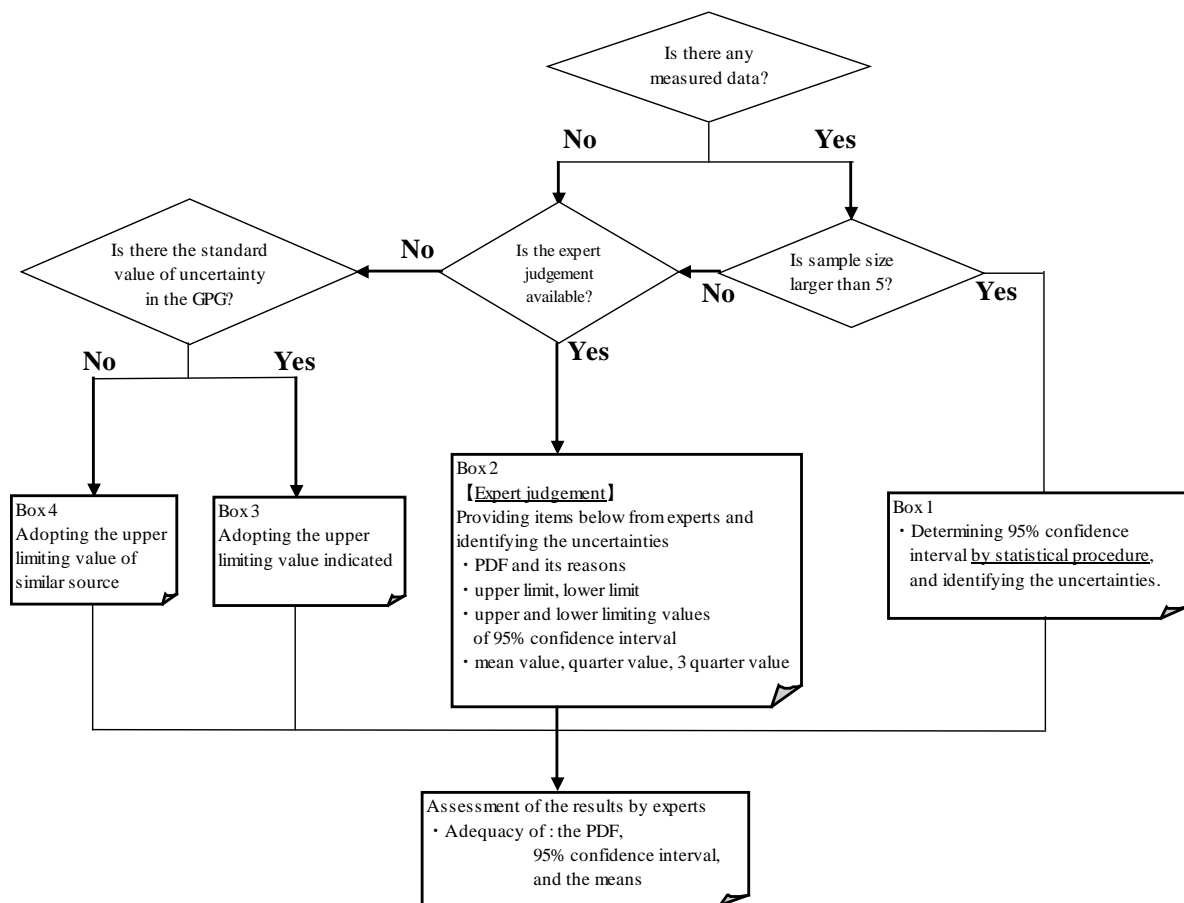 Is there any
measured data?
No
Yes
Is there the standard
value of uncertainty
in the GPG?
No
Is the expert
judgement
available?
No
Is sample size
larger than 5?
Yes
No
Yes
Yes
Box 4
Adopting the upper
limiting value of
similar source
Box 3
Adopting the upper
limiting value indicated
Box 2
【Expert judgement】
Providing items below from experts and
identifying the uncertainties
・PDF and its reasons
・upper limit, lower limit
・upper and lower limiting values
of 95% confidence interval
・mean value, quarter value, 3 quarter value
Box 1
・Determining 95% confidence
interval by statistical procedure,
and identifying the uncertainties.
Assessment of the results by experts
・Adequacy of : the PDF,
95% confidence interval,
and the means